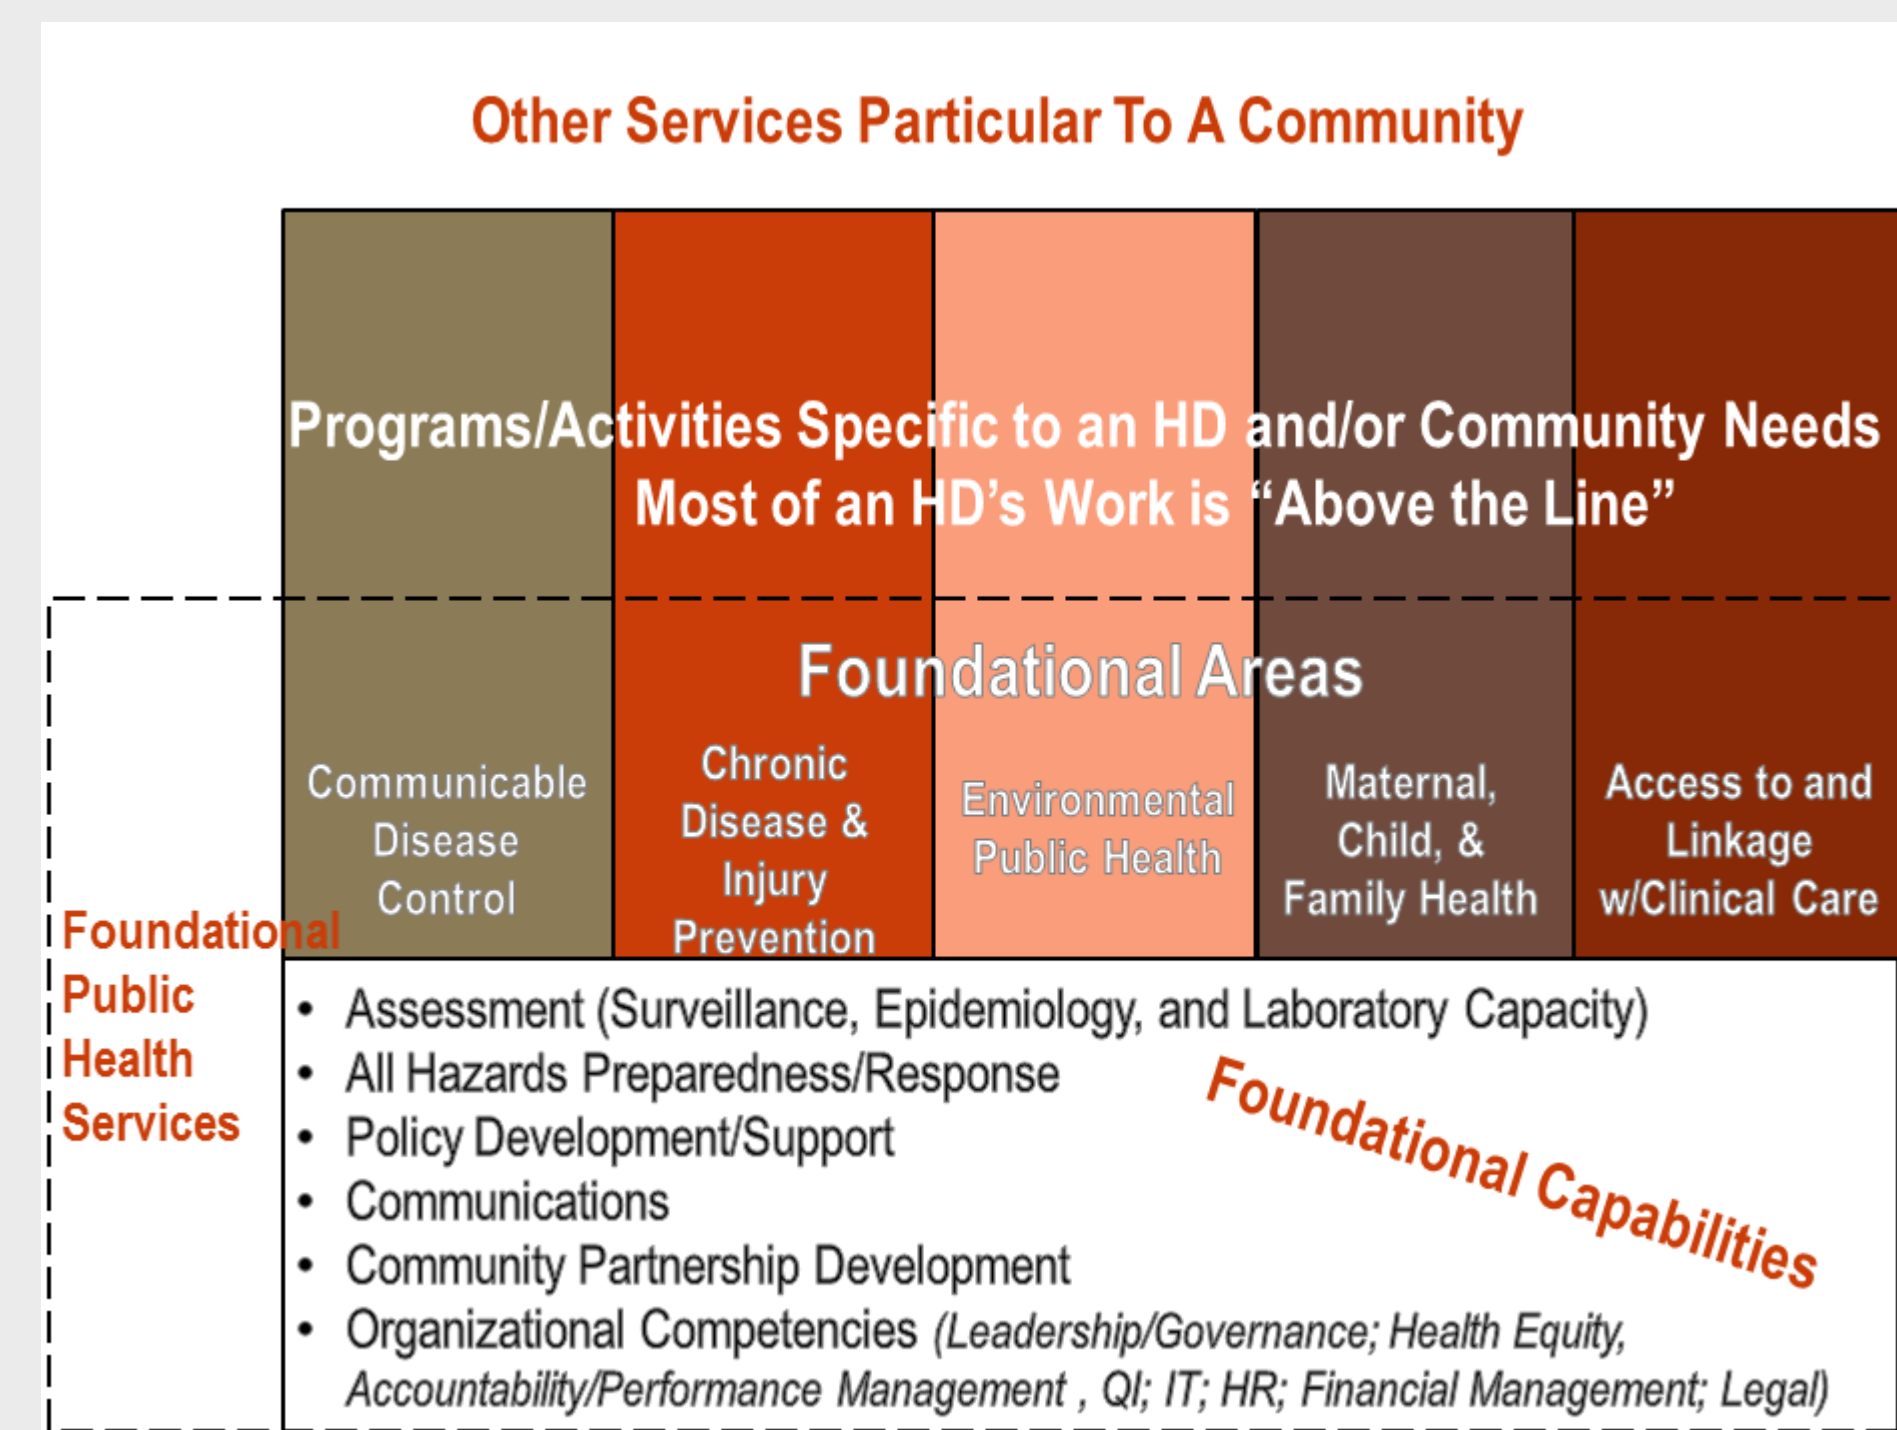 Other Services Particular To A Community
Programs/Activities Specific to an HD and/or Community Needs
Most of an HD’s Work is “Above the Line”
Foundational Areas
Communicable
Disease
Control
Chronic
Disease &
Injury
Prevention
Environmental
Public Health
Maternal,
Child, &
Family Health
Access to and
Linkage
w/Clinical Care
Foundational
Public
Health
Services
• Assessment (Surveillance, Epidemiology, and Laboratory Capacity)
• All Hazards Preparedness/Response
• Policy Development/Support
• Communications
• Community Partnership Development
• Organizational Competencies (Leadership/Governance; Health Equity,
Accountability/Performance Management , QI; IT; HR; Financial Management; Legal)
Foundational Capabilities